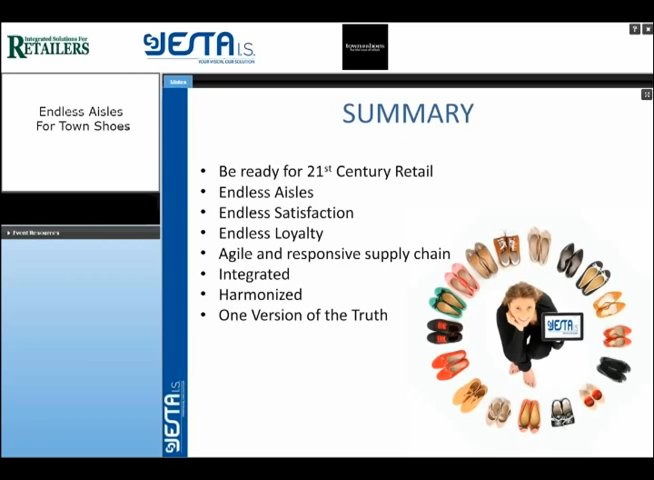 Integrated Solutions For
RETAILERS
JESTA I.S.
YOUR VISION, OUR SOLUTION
townshoes
Slides
Endless Aisles
For Town Shoes
Event Resources
SUMMARY
• Be ready for 21st Century Retail
• Endless Aisles
• Endless Satisfaction
• Endless Loyalty
• Agile and responsive supply chain
• Integrated
• Harmonized
• One Version of the Truth
JESTA I.S.
JESTA I.S.